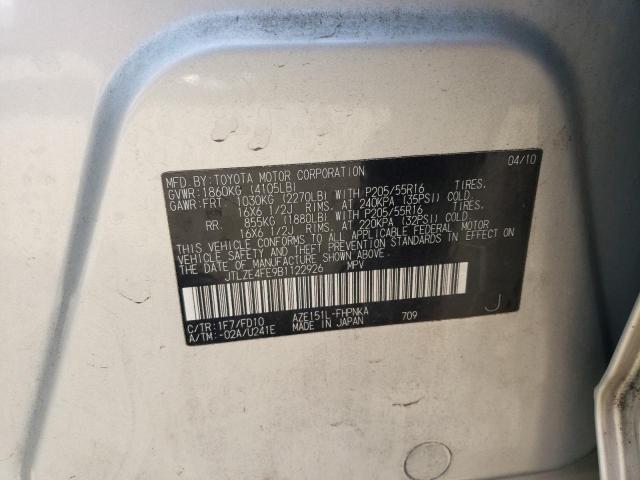 MFD.BY:TOYOTA MOTOR CORPORATION 04/10
GVWR:1860KG (4105LB)
GAWR:FRT 1030KG (2270LB) WITH P205/55R16 TIRES.
16X6 1/2J RIMS. AT 240KPA (35PSI) COLD.
RR. 855KG (1880LB) WITH P205/55R16 TIRES.
16X6 1/2J RIMS. AT 220KPA (32PSI) COLD.
THIS VEHICLE CONFORMS TO ALL APPLICABLE FEDERAL MOTOR
VEHICLE SAFETY AND THEFT PREVENTION STANDARDS IN EFFECT ON
THE DATE OF MANUFACTURE SHOWN ABOVE.
JTLZE4FE9B1122926 MPV
C/TR:1F7/FD10 AZE151L-FHPNKA 709 J
A/TM:-02A/U241E MADE IN JAPAN